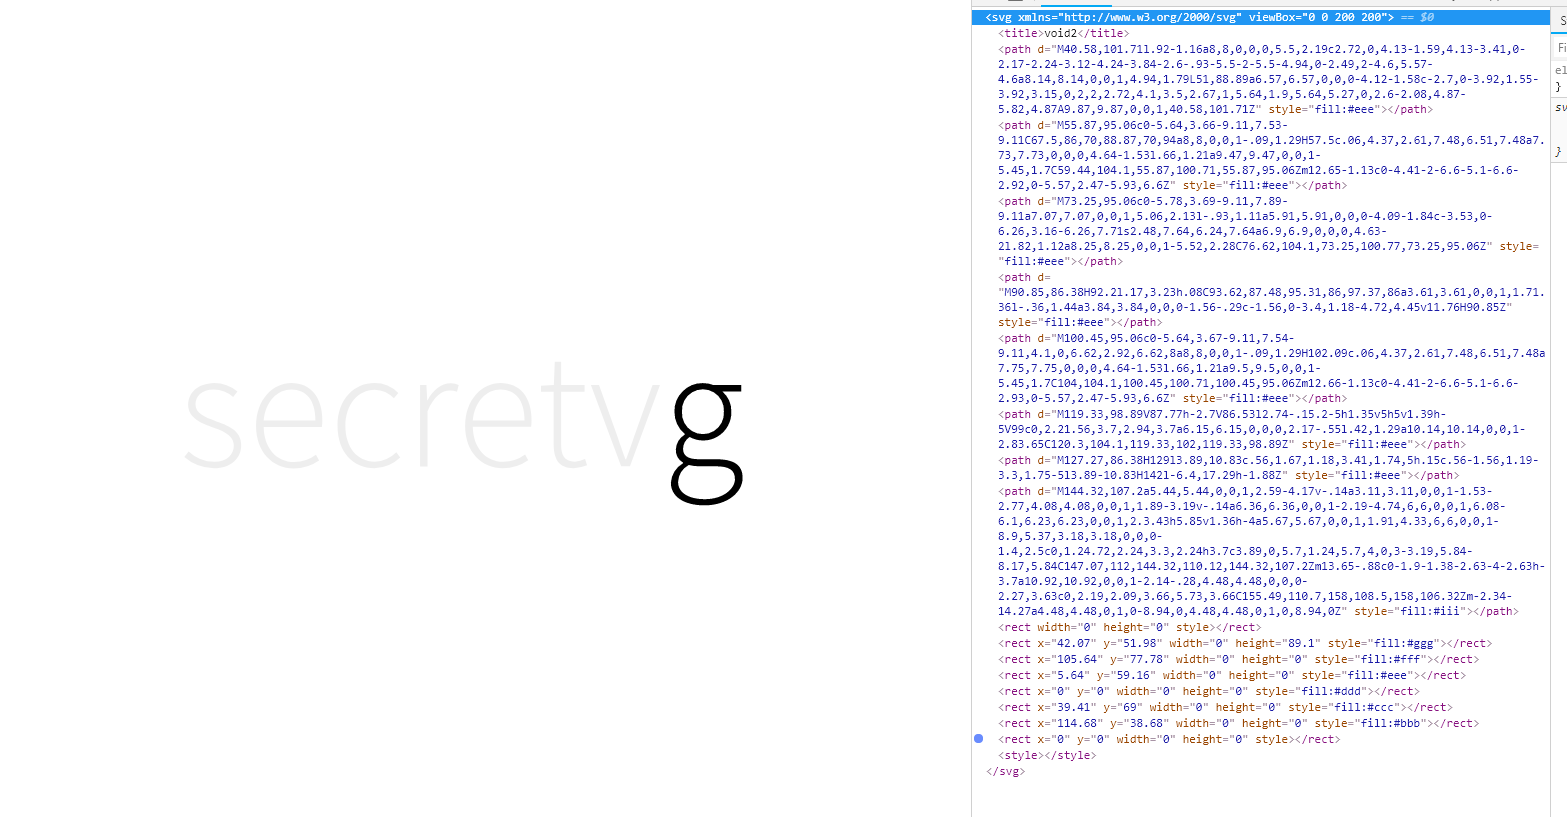 secretvg
<svg xmlns="http://www.w3.org/2000/svg" viewBox="0 0 200 200"> == $0
<title>void2</title>
<path d="M40.58,101.71l.92-1.16a8,8,0,0,0,5.5,2.19c2.72,0,4.13-1.59,4.13-3.41,0-
2.17-2.24-3.12-4.24-3.84-2.6-.93-5.5-2-5.5-4.94,0-2.49,2-4.6,5.57-
4.6a8.14,8.14,0,0,1,4.94,1.79L51,88.89a6.57,6.57,0,0,0-4.12-1.58c-2.7,0-3.92,1.55-
3.92,3.15,0,2,2,2.72,4.1,3.5,2.67,1,5.64,1.9,5.64,5.27,0,2.6-2.08,4.87-
5.82,4.87A9.87,9.87,0,0,1,40.58,101.71Z" style="fill:#eee"></path>
<path d="M55.87,95.06c0-5.64,3.66-9.11,7.53-
9.11C67.5,86,70,88.87,70,94a8,8,0,0,1-.09,1.29H57.5c.06,4.37,2.61,7.48,6.51,7.48a7.
73,7.73,0,0,0,4.64-1.53l.66,1.21a9.47,9.47,0,0,1-
5.45,1.7C59.44,104.1,55.87,100.71,55.87,95.06Zm12.65-1.13c0-4.41-2-6.6-5.1-6.6-
2.92,0-5.57,2.47-5.93,6.6Z" style="fill:#eee"></path>
<path d="M73.25,95.06c0-5.78,3.69-9.11,7.89-
9.11a7.07,7.07,0,0,1,5.06,2.13l-.93,1.11a5.91,5.91,0,0,0-4.09-1.84c-3.53,0-
6.26,3.16-6.26,7.71s2.48,7.64,6.24,7.64a6.9,6.9,0,0,0,4.63-
2l.82,1.12a8.25,8.25,0,0,1-5.52,2.28C76.62,104.1,73.25,100.77,73.25,95.06Z" style=
"fill:#eee"></path>
<path d=
"M90.85,86.38H92.2l.17,3.23h.08C93.62,87.48,95.31,86,97.37,86a3.61,3.61,0,0,1,1.71.
36l-.36,1.44a3.84,3.84,0,0,0-1.56-.29c-1.56,0-3.4,1.18-4.72,4.45v11.76H90.85Z"
style="fill:#eee"></path>
<path d="M100.45,95.06c0-5.64,3.67-9.11,7.54-
9.11,4.1,0,6.62,2.92,6.62,8a8,8,0,0,1-.09,1.29H102.09c.06,4.37,2.61,7.48,6.51,7.48a
7.75,7.75,0,0,0,4.64-1.53l.66,1.21a9.5,9.5,0,0,1-
5.45,1.7C104,104.1,100.45,100.71,100.45,95.06Zm12.66-1.13c0-4.41-2-6.6-5.1-6.6-
2.93,0-5.57,2.47-5.93,6.6Z" style="fill:#eee"></path>
<path d="M119.33,98.89V87.77h-2.7V86.53l2.74-.15.2-5h1.35v5h5v1.39h-
5V99c0,2.21.56,3.7,2.94,3.7a6.15,6.15,0,0,0,2.17-.55l.42,1.29a10.14,10.14,0,0,1-
2.83.65C120.3,104.1,119.33,102,119.33,98.89Z" style="fill:#eee"></path>
<path d="M127.27,86.38H129l3.89,10.83c.56,1.67,1.18,3.41,1.74,5h.15c.56-1.56,1.19-
3.3,1.75-5l3.89-10.83H142l-6.4,17.29h-1.88Z" style="fill:#eee"></path>
<path d="M144.32,107.2a5.44,5.44,0,0,1,2.59-4.17v-.14a3.11,3.11,0,0,1-1.53-
2.77,4.08,4.08,0,0,1,1.89-3.19v-.14a6.36,6.36,0,0,1-2.19-4.74,6,6,0,0,1,6.08-
6.1,6.23,6.23,0,0,1,2.3.43h5.85v1.36h-4a5.67,5.67,0,0,1,1.91,4.33,6,6,0,0,1-
8.9,5.37,3.18,3.18,0,0,0-
1.4,2.5c0,1.24.72,2.24,3.3,2.24h3.7c3.89,0,5.7,1.24,5.7,4,0,3-3.19,5.84-
8.17,5.84C147.07,112,144.32,110.12,144.32,107.2Zm13.65-.88c0-1.9-1.38-2.63-4-2.63h-
3.7a10.92,10.92,0,0,1-2.14-.28,4.48,4.48,0,0,0-
2.27,3.63c0,2.19,2.09,3.66,5.73,3.66C155.49,110.7,158,108.5,158,106.32Zm-2.34-
14.27a4.48,4.48,0,1,0-8.94,0,4.48,4.48,0,1,0,8.94,0Z" style="fill:#iii"></path>
<rect width="0" height="0" style></rect>
<rect x="42.07" y="51.98" width="0" height="89.1" style="fill:#ggg"></rect>
<rect x="105.64" y="77.78" width="0" height="0" style="fill:#fff"></rect>
<rect x="5.64" y="59.16" width="0" height="0" style="fill:#eee"></rect>
<rect x="0" y="0" width="0" height="0" style="fill:#ddd"></rect>
<rect x="39.41" y="69" width="0" height="0" style="fill:#ccc"></rect>
<rect x="114.68" y="38.68" width="0" height="0" style="fill:#bbb"></rect>
<rect x="0" y="0" width="0" height="0" style></rect>
<style></style>
</svg>
S
Fi
el
}
sv
}